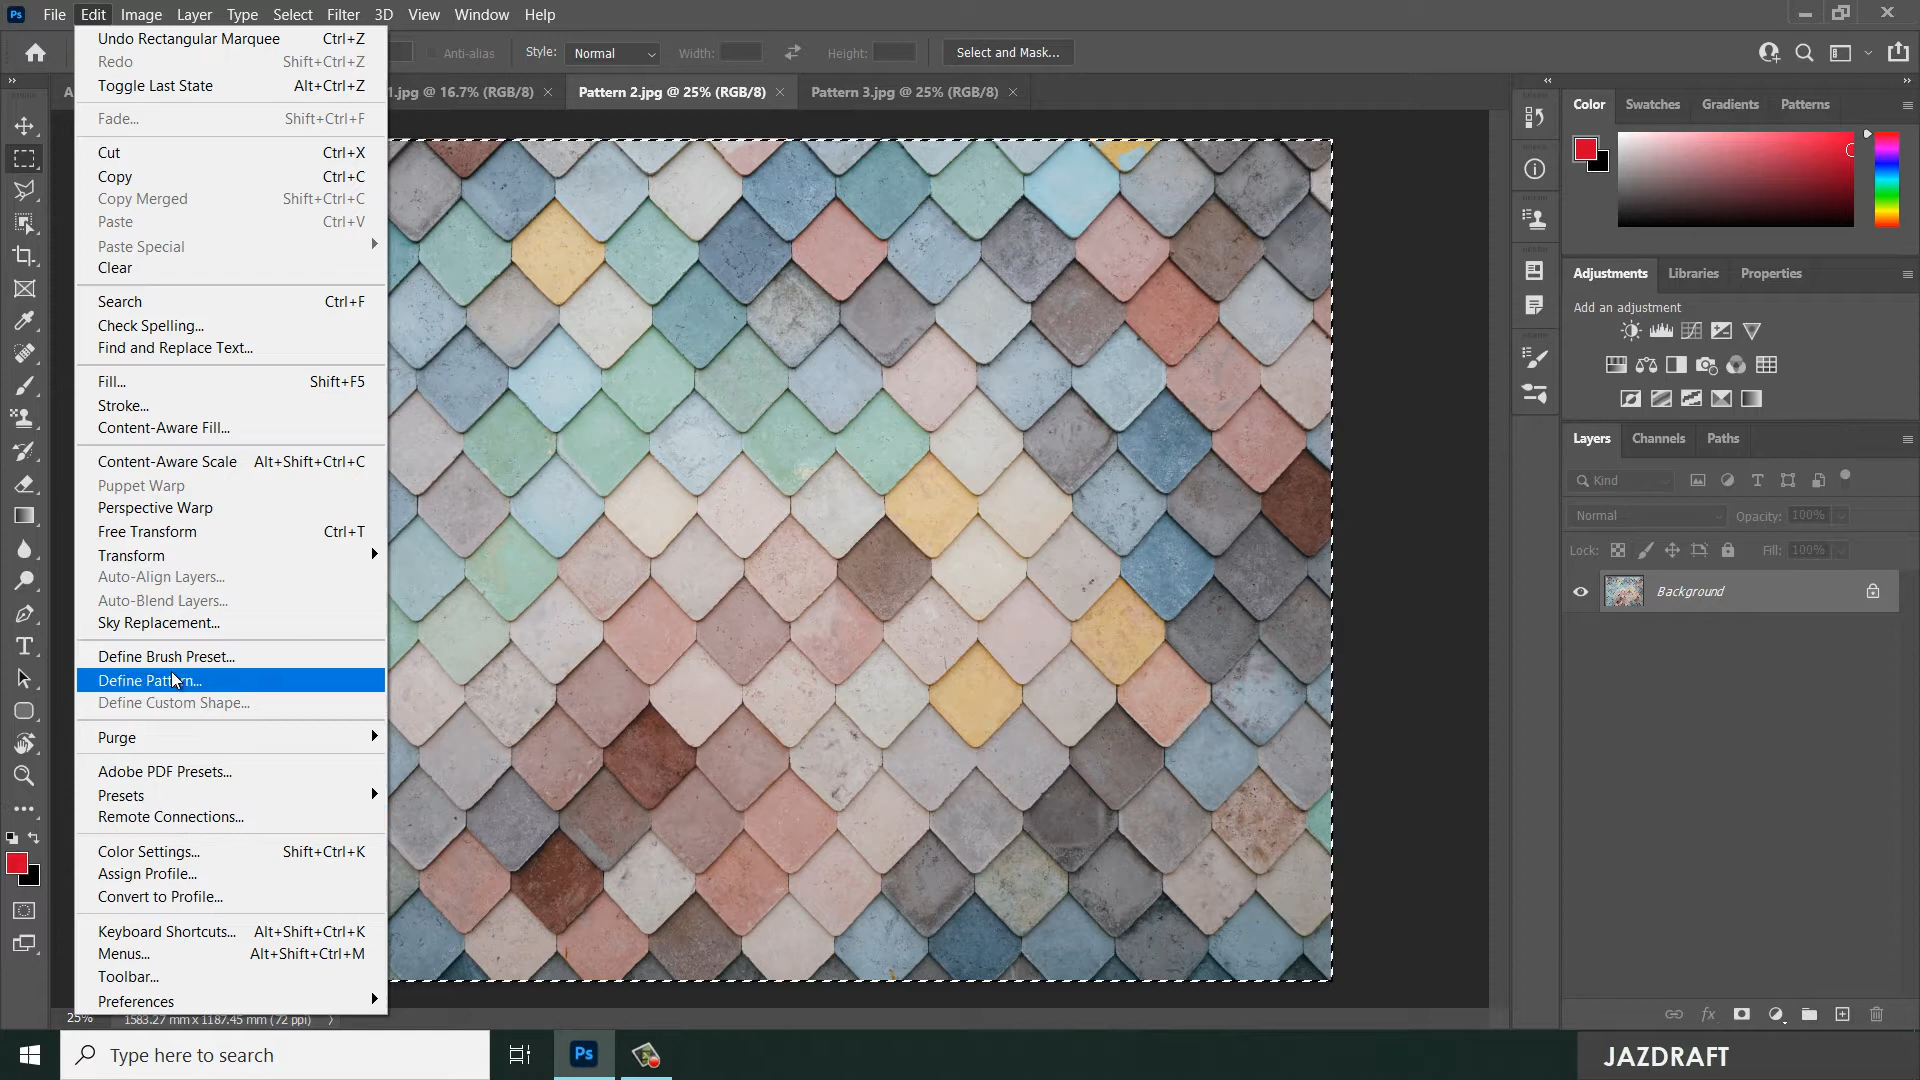 Ps File Edit Image Layer Type Select Filter 3D View Window Help
Anti-alias Style: Normal Width: Height: Select and Mask...
1.jpg @ 16.7% (RGB/8) Pattern 2.jpg @ 25% (RGB/8) Pattern 3.jpg @ 25% (RGB/8)
Undo Rectangular Marquee Ctrl+Z
Redo Shift+Ctrl+Z
Toggle Last State Alt+Ctrl+Z
Fade... Shift+Ctrl+F
Cut Ctrl+X
Copy Ctrl+C
Copy Merged Shift+Ctrl+C
Paste Ctrl+V
Paste Special
Clear
Search Ctrl+F
Check Spelling...
Find and Replace Text...
Fill... Shift+F5
Stroke...
Content-Aware Fill...
Content-Aware Scale Alt+Shift+Ctrl+C
Puppet Warp
Perspective Warp
Free Transform Ctrl+T
Transform
Auto-Align Layers...
Auto-Blend Layers...
Sky Replacement...
Define Brush Preset...
Define Pattern...
Define Custom Shape...
Purge
Adobe PDF Presets...
Presets
Remote Connections...
Color Settings... Shift+Ctrl+K
Assign Profile...
Convert to Profile...
Keyboard Shortcuts... Alt+Shift+Ctrl+K
Menus... Alt+Shift+Ctrl+M
Toolbar...
Preferences
Color Swatches Gradients Patterns
Adjustments Libraries Properties
Add an adjustment
Layers Channels Paths
Kind
Normal Opacity: 100%
Lock: Fill: 100%
Background
25% 1583.27 mm x 1187.45 mm (72 ppi)
Type here to search Ps
JAZDRAFT